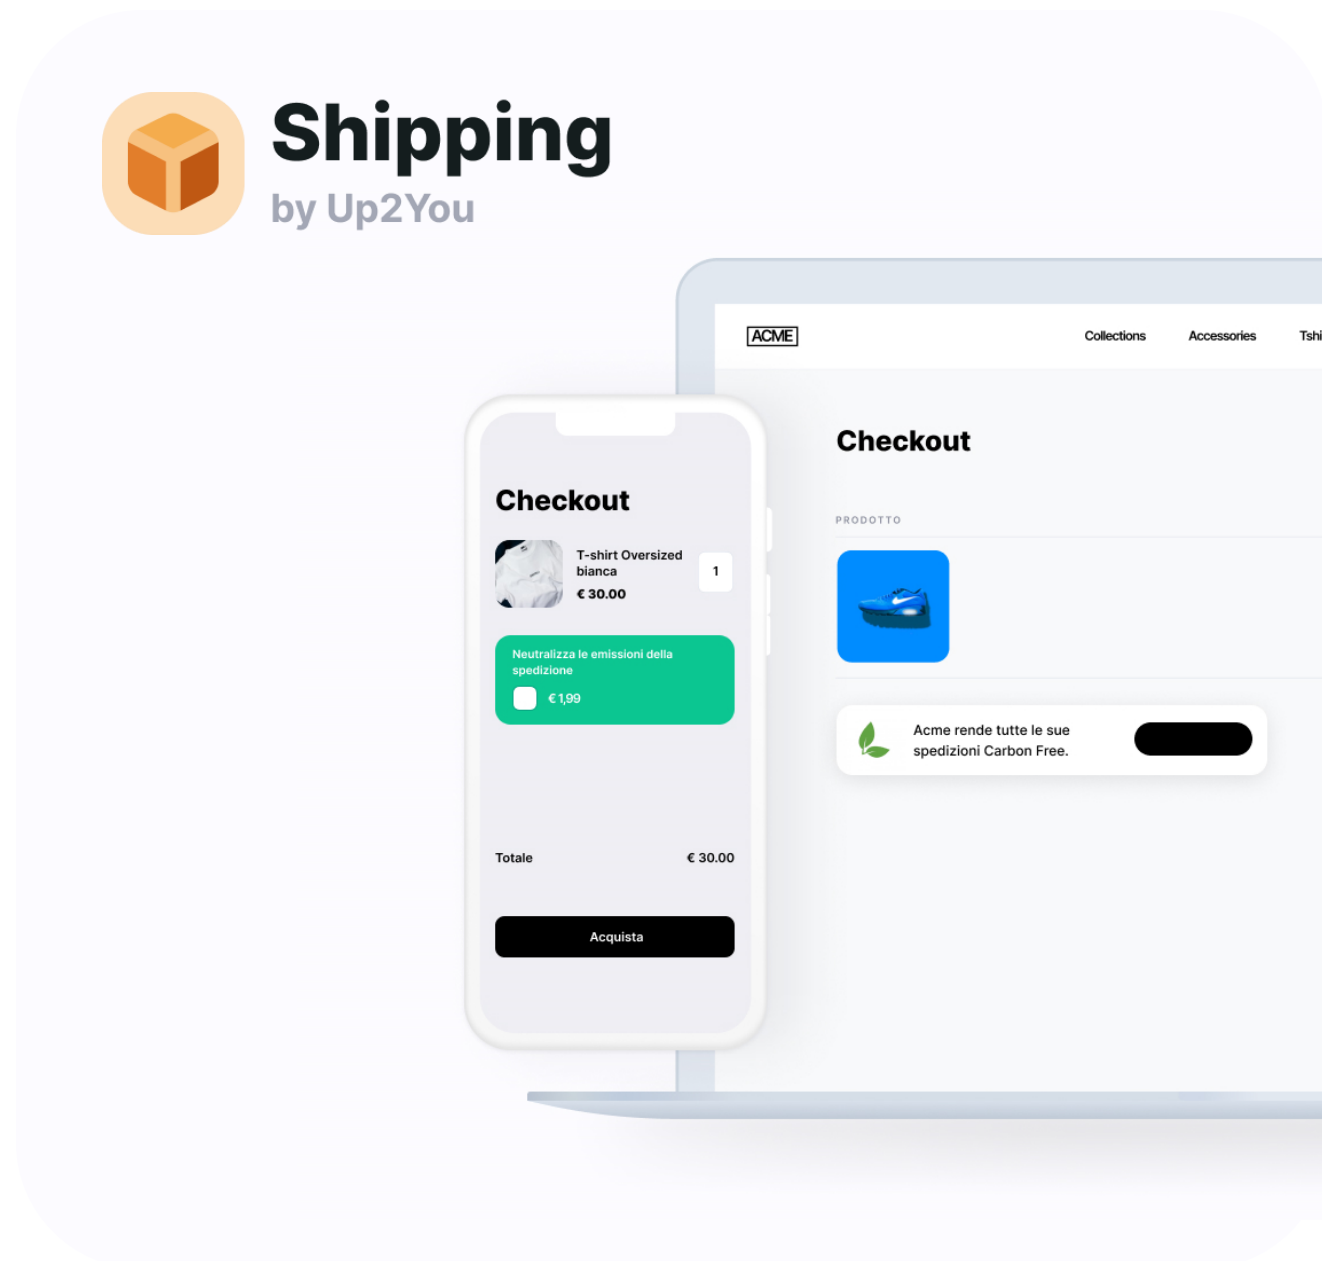 Shipping
by Up2You
ACME
Collections
Accessories
Tshi
Checkout
PRODOTTO
Acme rende tutte le sue
spedizioni Carbon Free.
Checkout
T-shirt Oversized
bianca
1
€ 30.00
Neutralizza le emissioni della
spedizione
€ 1,99
Totale
€ 30.00
Acquista